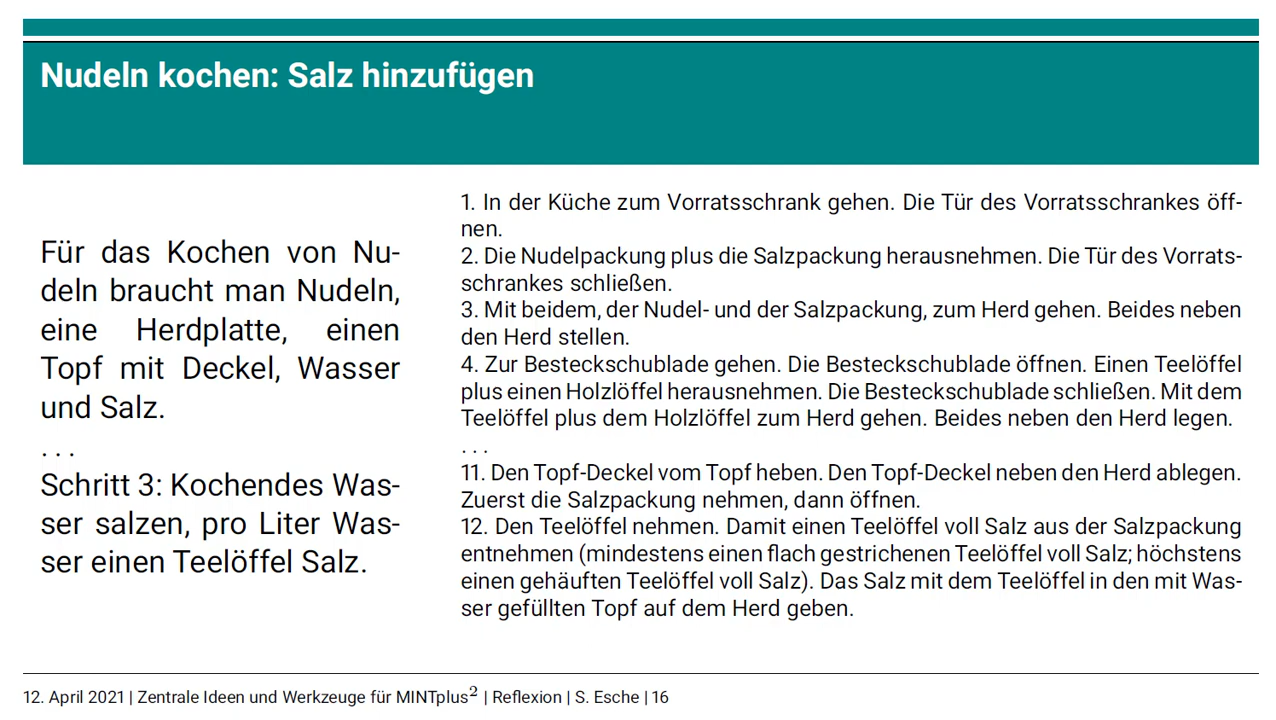 Nudeln kochen: Salz hinzufügen
Für das Kochen von Nu-
deln braucht man Nudeln,
eine Herdplatte, einen
Topf mit Deckel, Wasser
und Salz.
. . .
Schritt 3: Kochendes Was-
ser salzen, pro Liter Was-
ser einen Teelöffel Salz.
1. In der Küche zum Vorratsschrank gehen. Die Tür des Vorratsschrankes öff-
nen.
2. Die Nudelpackung plus die Salzpackung herausnehmen. Die Tür des Vorrats-
schrankes schließen.
3. Mit beidem, der Nudel- und der Salzpackung, zum Herd gehen. Beides neben
den Herd stellen.
4. Zur Besteckschublade gehen. Die Besteckschublade öffnen. Einen Teelöffel
plus einen Holzlöffel herausnehmen. Die Besteckschublade schließen. Mit dem
Teelöffel plus dem Holzlöffel zum Herd gehen. Beides neben den Herd legen.
. . .
11. Den Topf-Deckel vom Topf heben. Den Topf-Deckel neben den Herd ablegen.
Zuerst die Salzpackung nehmen, dann öffnen.
12. Den Teelöffel nehmen. Damit einen Teelöffel voll Salz aus der Salzpackung
entnehmen (mindestens einen flach gestrichenen Teelöffel voll Salz; höchstens
einen gehäuften Teelöffel voll Salz). Das Salz mit dem Teelöffel in den mit Was-
ser gefüllten Topf auf dem Herd geben.
12. April 2021 | Zentrale Ideen und Werkzeuge für MINTplus² | Reflexion | S. Esche | 16